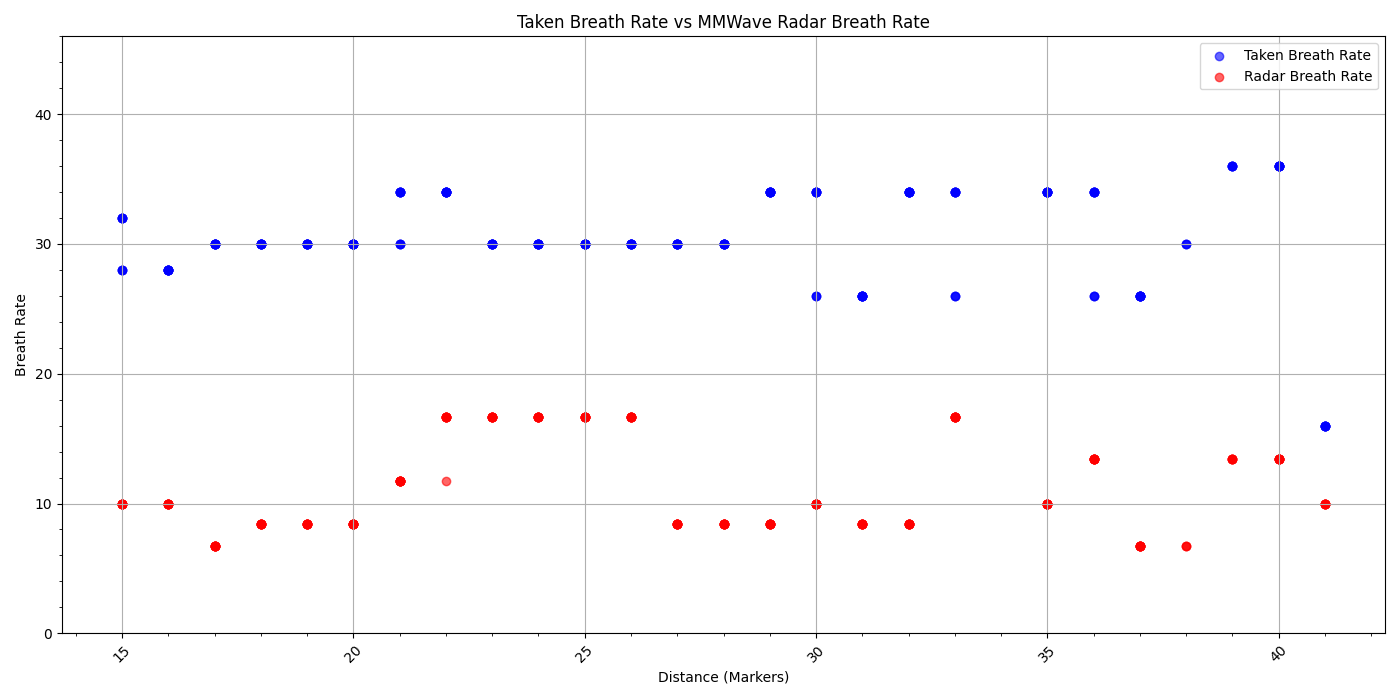 Taken Breath Rate vs MMWave Radar Breath Rate
Taken Breath Rate
Radar Breath Rate
Breath Rate
40
30
20
10
0
15
20
25
30
35
40
Distance (Markers)